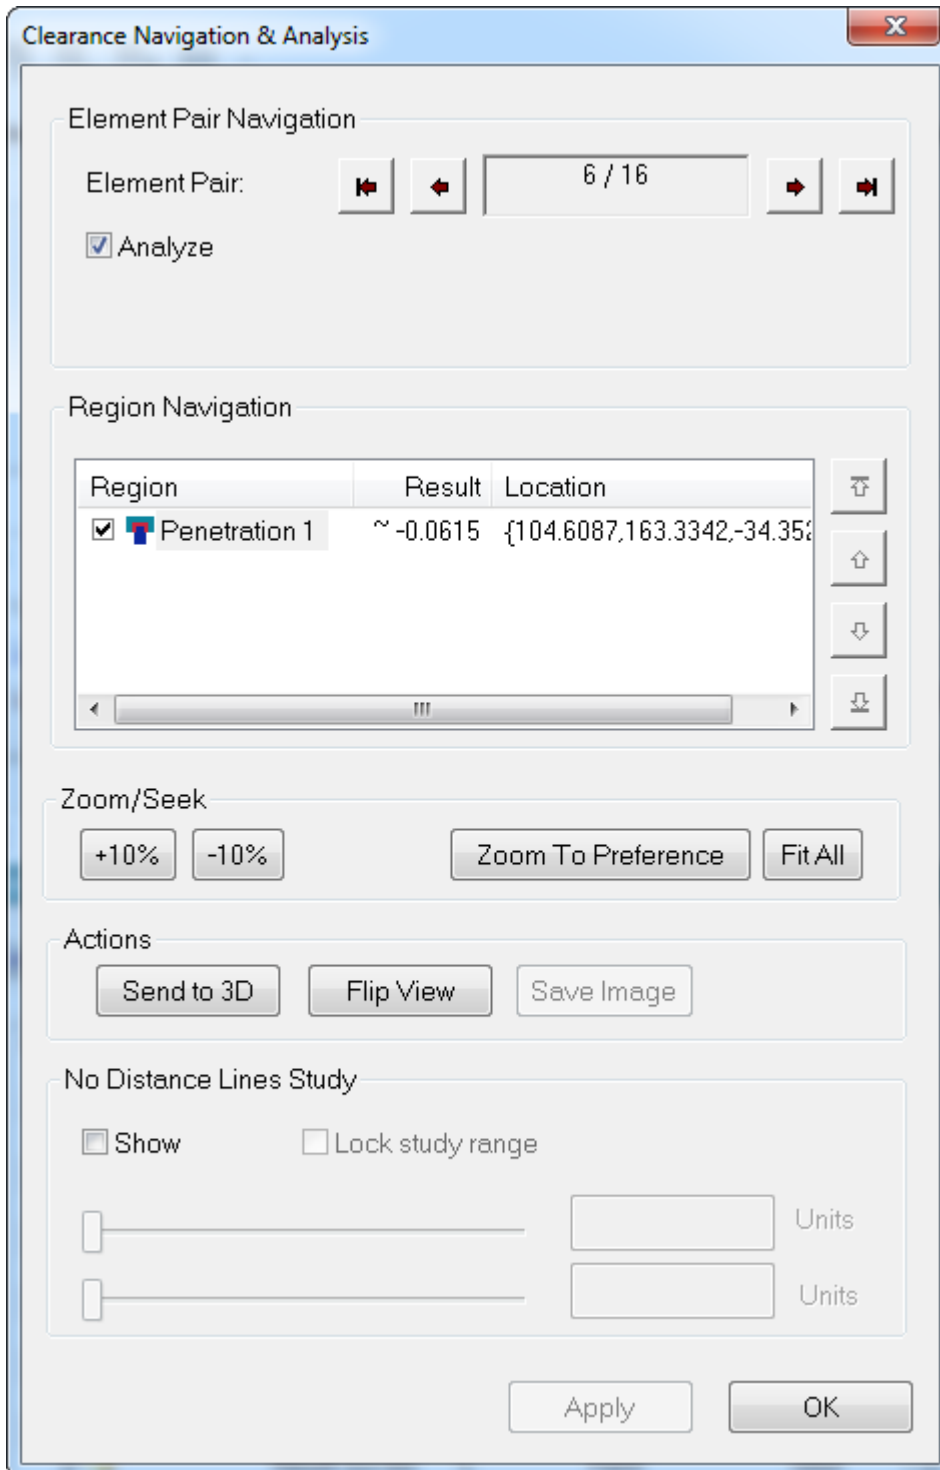 Clearance Navigation & Analysis
Element Pair Navigation
Element Pair: 6 / 16
Analyze
Region Navigation
Region Result Location
Penetration 1 ~ -0.0615 {104.6087,163.3342,-34.352
Zoom/Seek
+10% -10% Zoom To Preference Fit All
Actions
Send to 3D Flip View Save Image
No Distance Lines Study
Show Lock study range
Units
Units
Apply OK